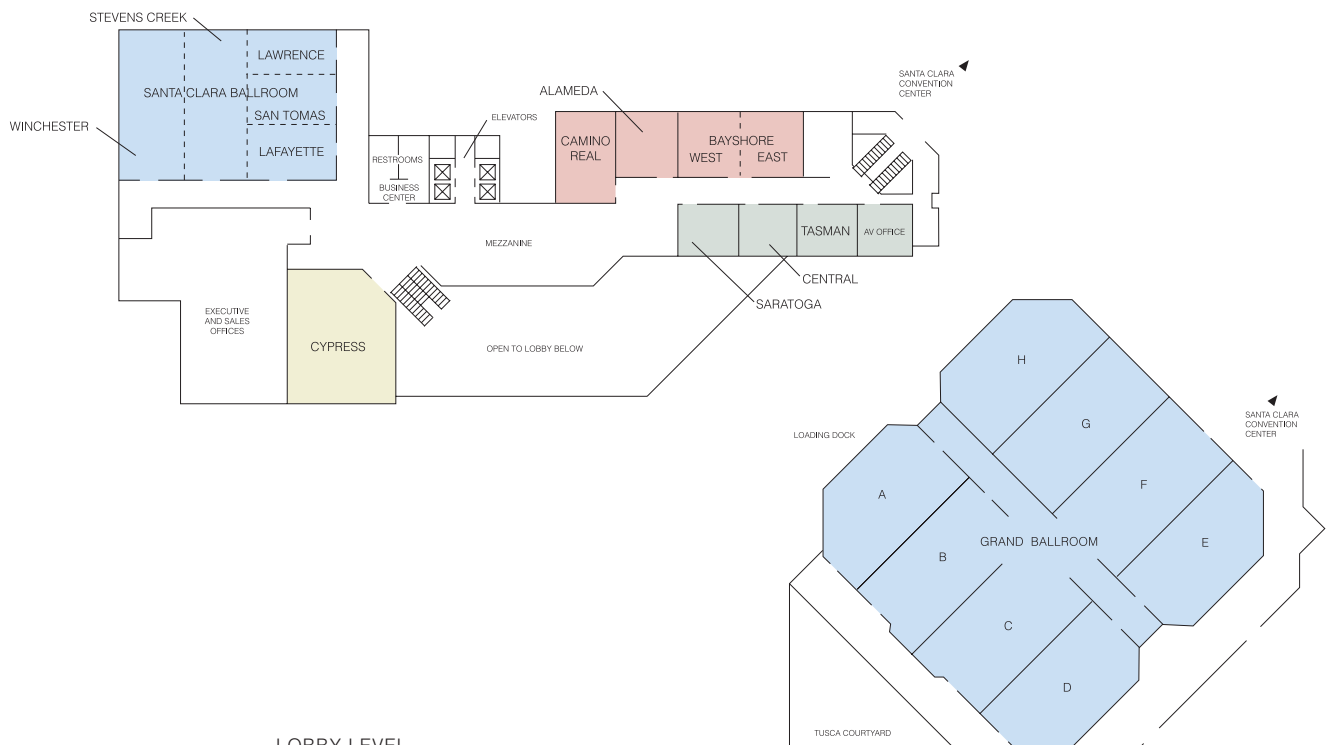 STEVENS CREEK
LAWRENCE
SANTA CLARA BALLROOM
SAN TOMAS
LAFAYETTE
WINCHESTER
ELEVATORS
RESTROOMS
BUSINESS
CENTER
ALAMEDA
CAMINO
REAL
BAYSHORE
WEST
EAST
SANTA CLARA
CONVENTION
CENTER
MEZZANINE
TASMAN
AV OFFICE
CENTRAL
SARATOGA
EXECUTIVE
AND SALES
OFFICES
CYPRESS
OPEN TO LOBBY BELOW
H
G
F
E
LOADING DOCK
SANTA CLARA
CONVENTION
CENTER
A
B
GRAND BALLROOM
C
D
TUSCA COURTYARD
LOBBY LEVEL